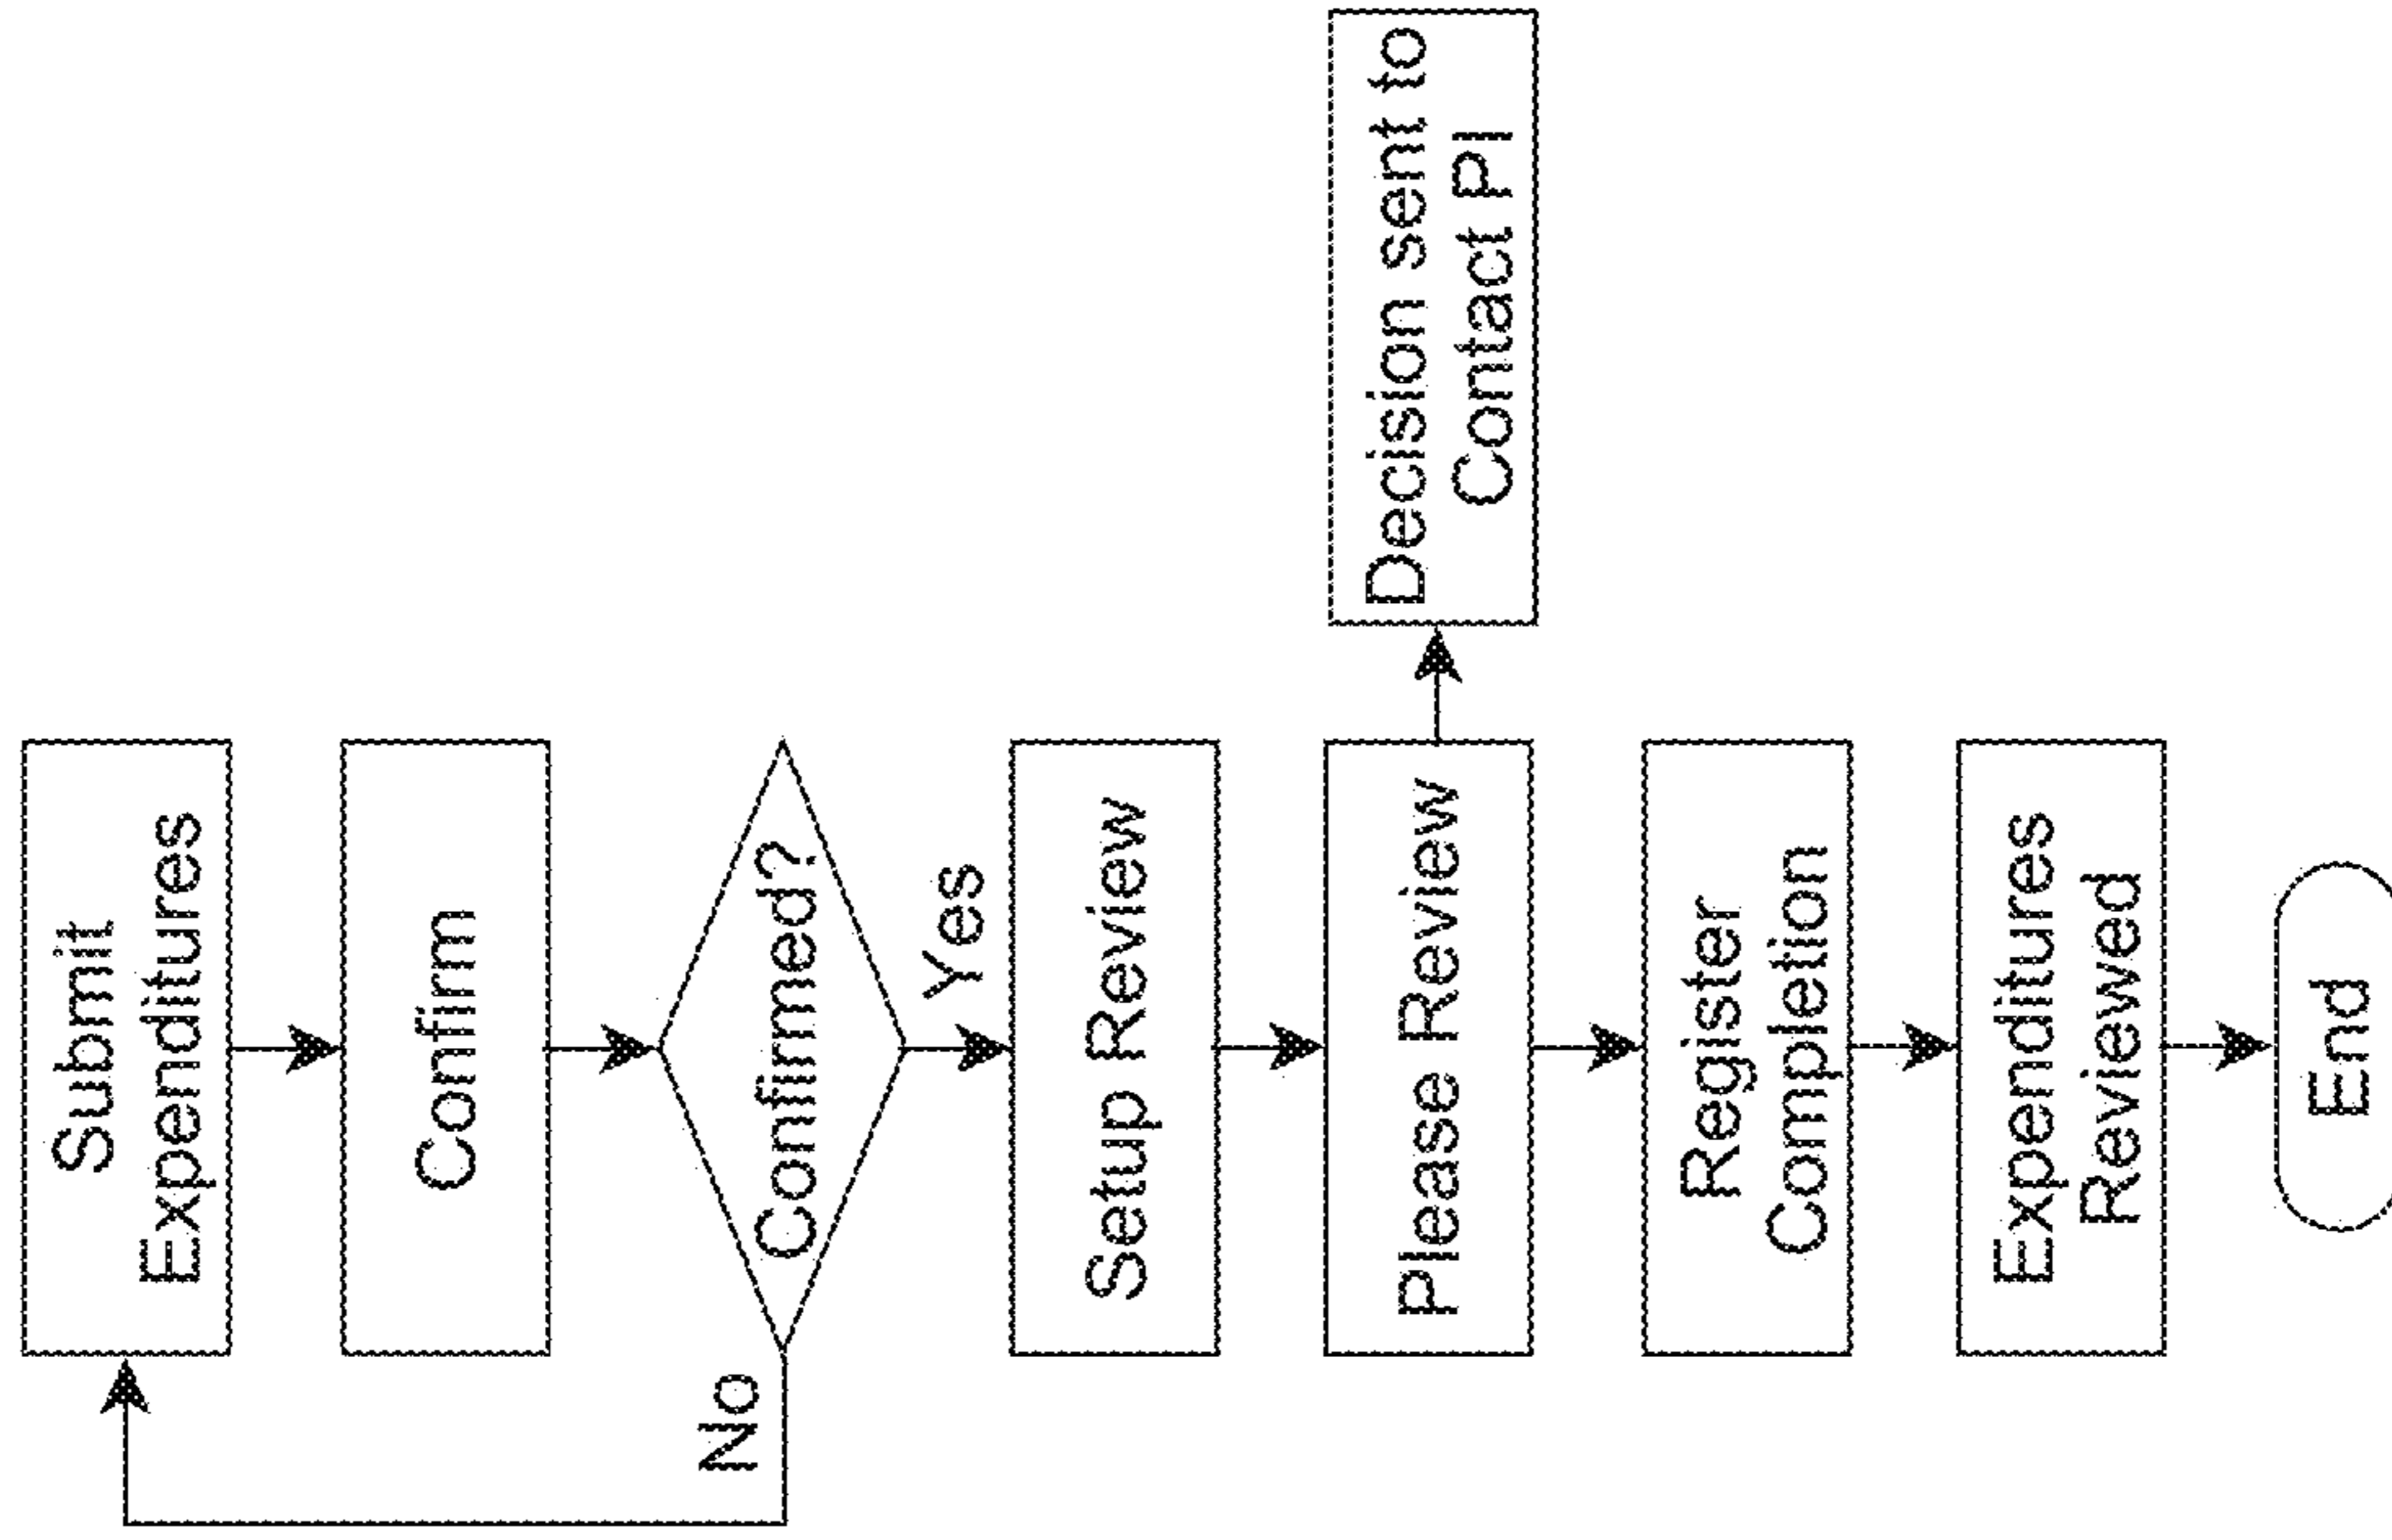 Submit
Expenditures
Confirm
Confirmed?
No
Yes
Setup Review
Please Review
Decision sent to
Contact PI
Register
Completion
Expenditures
Reviewed
End